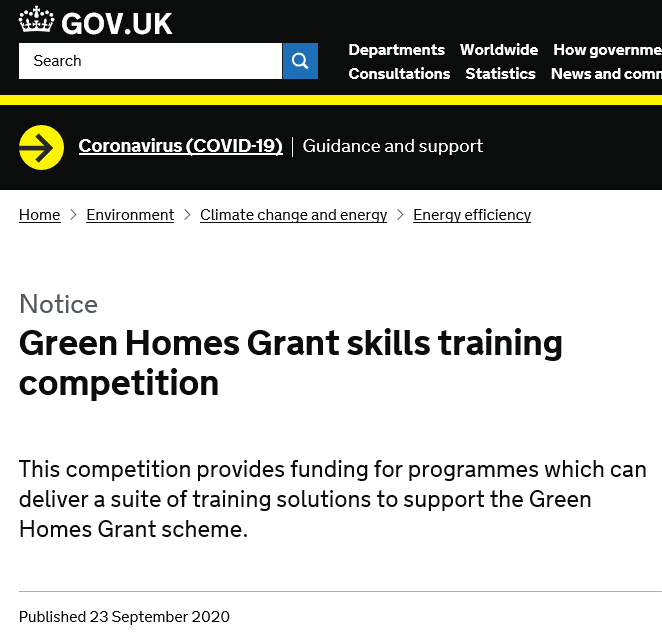 GOV.UK
Search
Departments Worldwide How governme
Consultations Statistics News and comm
Coronavirus (COVID-19) | Guidance and support
Home > Environment > Climate change and energy > Energy efficiency
Notice
Green Homes Grant skills training
competition
This competition provides funding for programmes which can
deliver a suite of training solutions to support the Green
Homes Grant scheme.
Published 23 September 2020